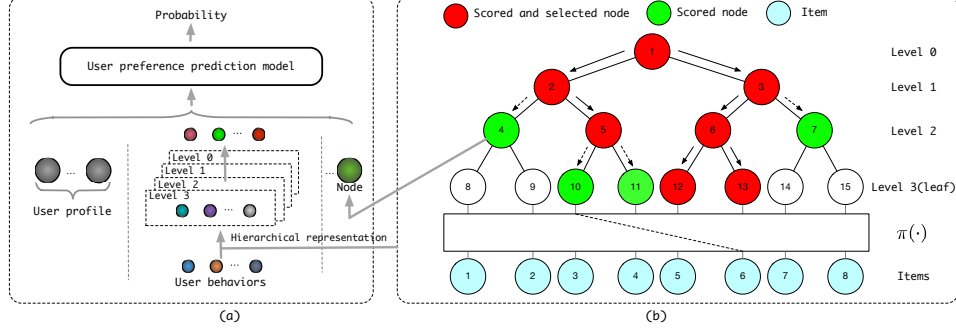 Probability
User preference prediction model
...
Level 0
Level 1
Level 2
Level 3
...
...
...
Node
User profile
Hierarchical representation
...
User behaviors
(a)
Scored and selected node
Scored node
Item
1
Level 0
2
3
Level 1
4
5
6
7
Level 2
8
9
10
11
12
13
14
15
Level 3(leaf)
π(·)
1
2
3
4
5
6
7
8
Items
(b)